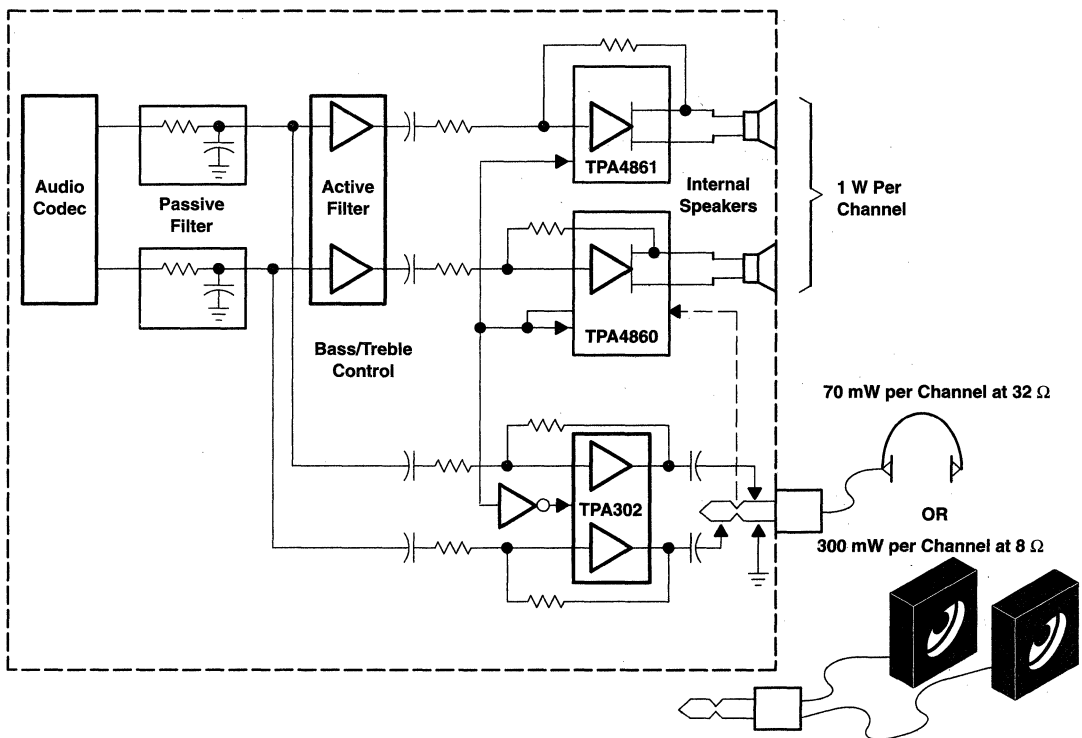 Audio
Codec
Passive
Filter
Active
Filter
Bass/Treble
Control
TPA4861
Internal
Speakers
1 W Per
Channel
TPA4860
TPA302
70 mW per Channel at 32 Ω
OR
300 mW per Channel at 8 Ω